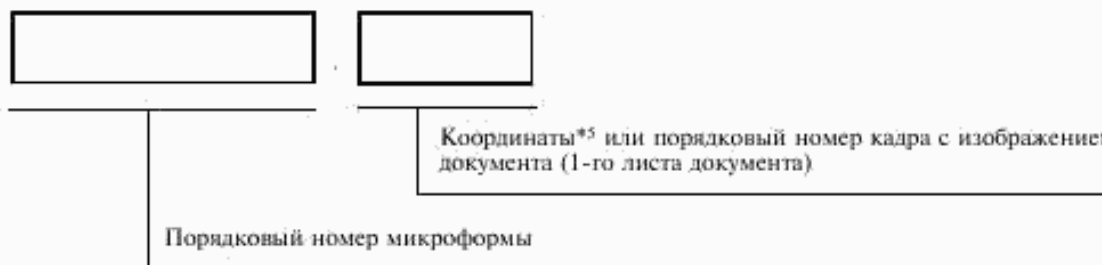 Координаты*5 или порядковый номер кадра с изображением
документа (1-го листа документа)
Порядковый номер микроформы